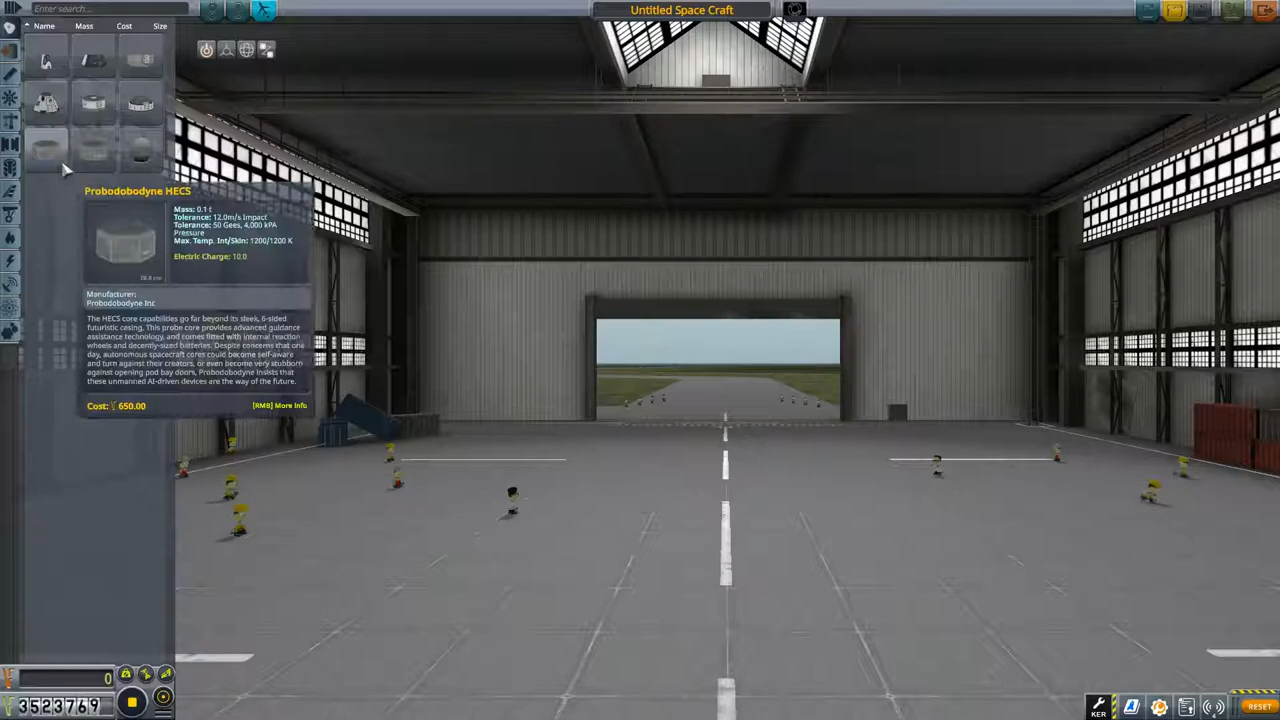 Enter search...
Untitled Space Craft
Name Mass Cost Size
Probodobodyne HECS
Mass: 0.1 t
Tolerance: 12.0m/s Impact
Tolerance: 50 Gees, 4,000 kPa
Pressure
Max. Temp. Int/Skin: 1200/1200 K
Electric Charge: 10.0
Manufacturer:
Probodobodyne Inc
The HECS core capabilities go far beyond its sleek, 6-sided
futuristic casing. This probe core provides advanced guidance
assistance technology, and comes fitted with internal reaction
wheels and decently-sized batteries. Despite concerns that one
day, autonomous spacecraft cores could become self-aware
and turn against their creators, or even become very stubborn
against opening pod bay doors, Probodobodyne insists that
these unmanned AI-driven devices are the way of the future.
Cost: 650.00
[RMB] More Info
0
3523769
KER
RESET